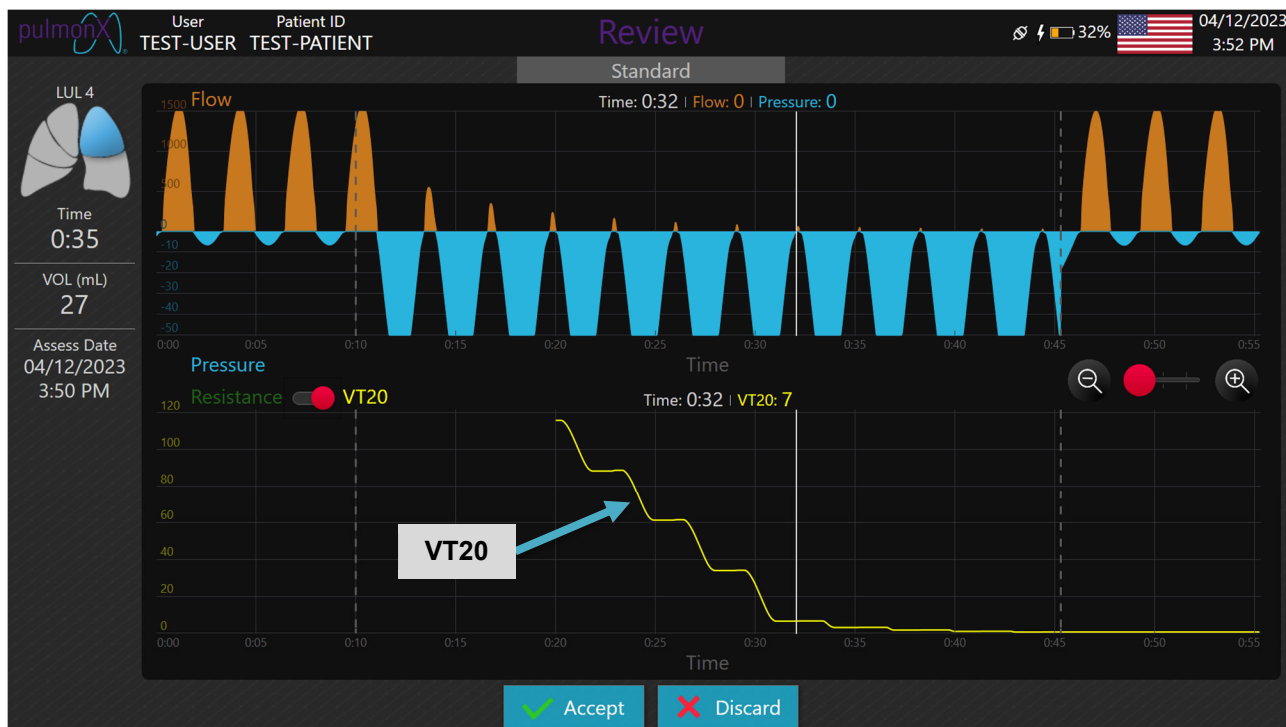 pulmonX
User
TEST-USER
Patient ID
TEST-PATIENT
Review
32%
04/12/2023
3:52 PM
Standard
LUL 4
Time
0:35
VOL (mL)
27
Assess Date
04/12/2023
3:50 PM
Flow
Time: 0:32 | Flow: 0 | Pressure: 0
1500
1000
500
0
-10
-20
-30
-40
-50
0:00 0:05 0:10 0:15 0:20 0:25 0:30 0:35 0:40 0:45 0:50 0:55
Pressure
Time
Resistance VT20
Time: 0:32 | VT20: 7
120
100
80
60
40
20
0
VT20
0:00 0:05 0:10 0:15 0:20 0:25 0:30 0:35 0:40 0:45 0:50 0:55
Time
Accept
Discard